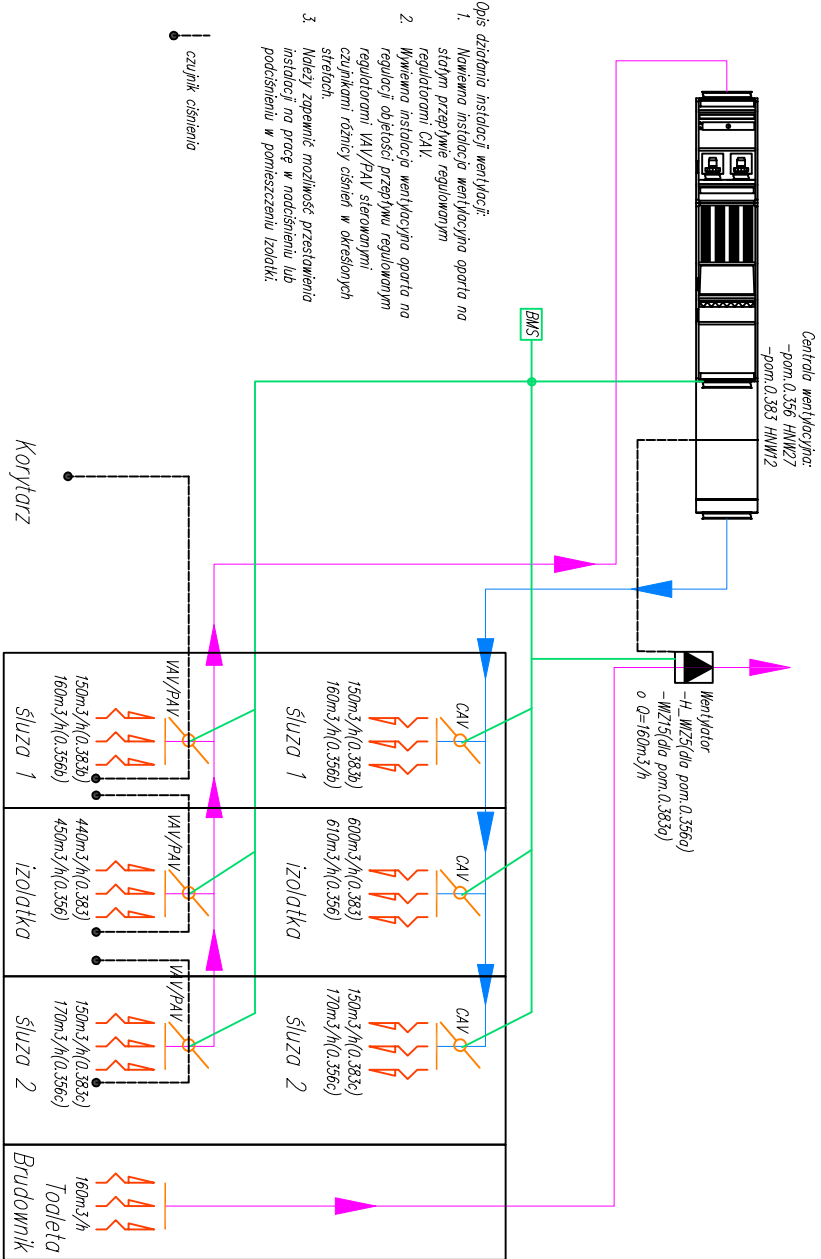 Opis działania instalacji wentylacji:
1. Nawiewna instalacja wentylacyjna oparta na
stałym przepływie regulowanym
regulatorami CAV.
2. Wywiewna instalacja wentylacyjna oparta na
regulacji objetości przepływu regulowanym
regulatorami VAV/PAV sterowanymi
czujnikami różnicy ciśnień w określonych
strefach.
3. Należy zapewnić możliwość przestawienia
instalacji na pracę w nadciśnieniu lub
podciśnieniu w pomieszczeniu Izolatki.
czujnik ciśnienia
Centrala wentylacyjna:
-pom.0.356 HNW27
-pom.0.383 HNW12
BMS
Wentylator
-H_WZ5(dla pom.0.356a)
-WZ15(dla pom.0.383a)
o Q=160m3/h
Korytarz
CAV
150m3/h(0.383b)
160m3/h(0.356b)
śluza 1
VAV/PAV
150m3/h(0.383b)
160m3/h(0.356b)
śluza 1
CAV
600m3/h(0.383)
610m3/h(0.356)
izolatka
VAV/PAV
440m3/h(0.383)
450m3/h(0.356)
izolatka
CAV
150m3/h(0.383c)
170m3/h(0.356c)
śluza 2
VAV/PAV
150m3/h(0.383c)
170m3/h(0.356c)
śluza 2
160m3/h
Toaleta
Brudownik